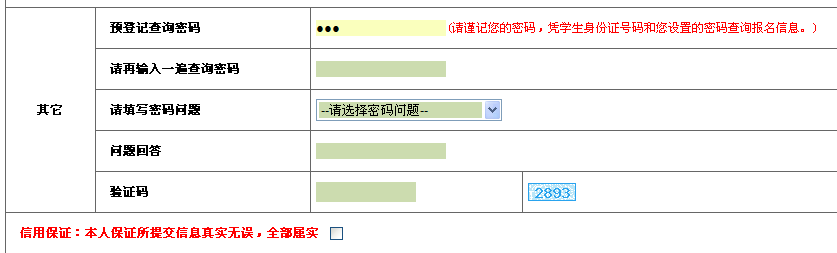 预登记查询密码 ●●● (请谨记您的密码，凭学生身份证号码和您设置的密码查询报名信息。)
请再输入一遍查询密码
其它 请填写密码问题 --请选择密码问题--
问题回答
验证码 2893
信用保证：本人保证所提交信息真实无误，全部属实